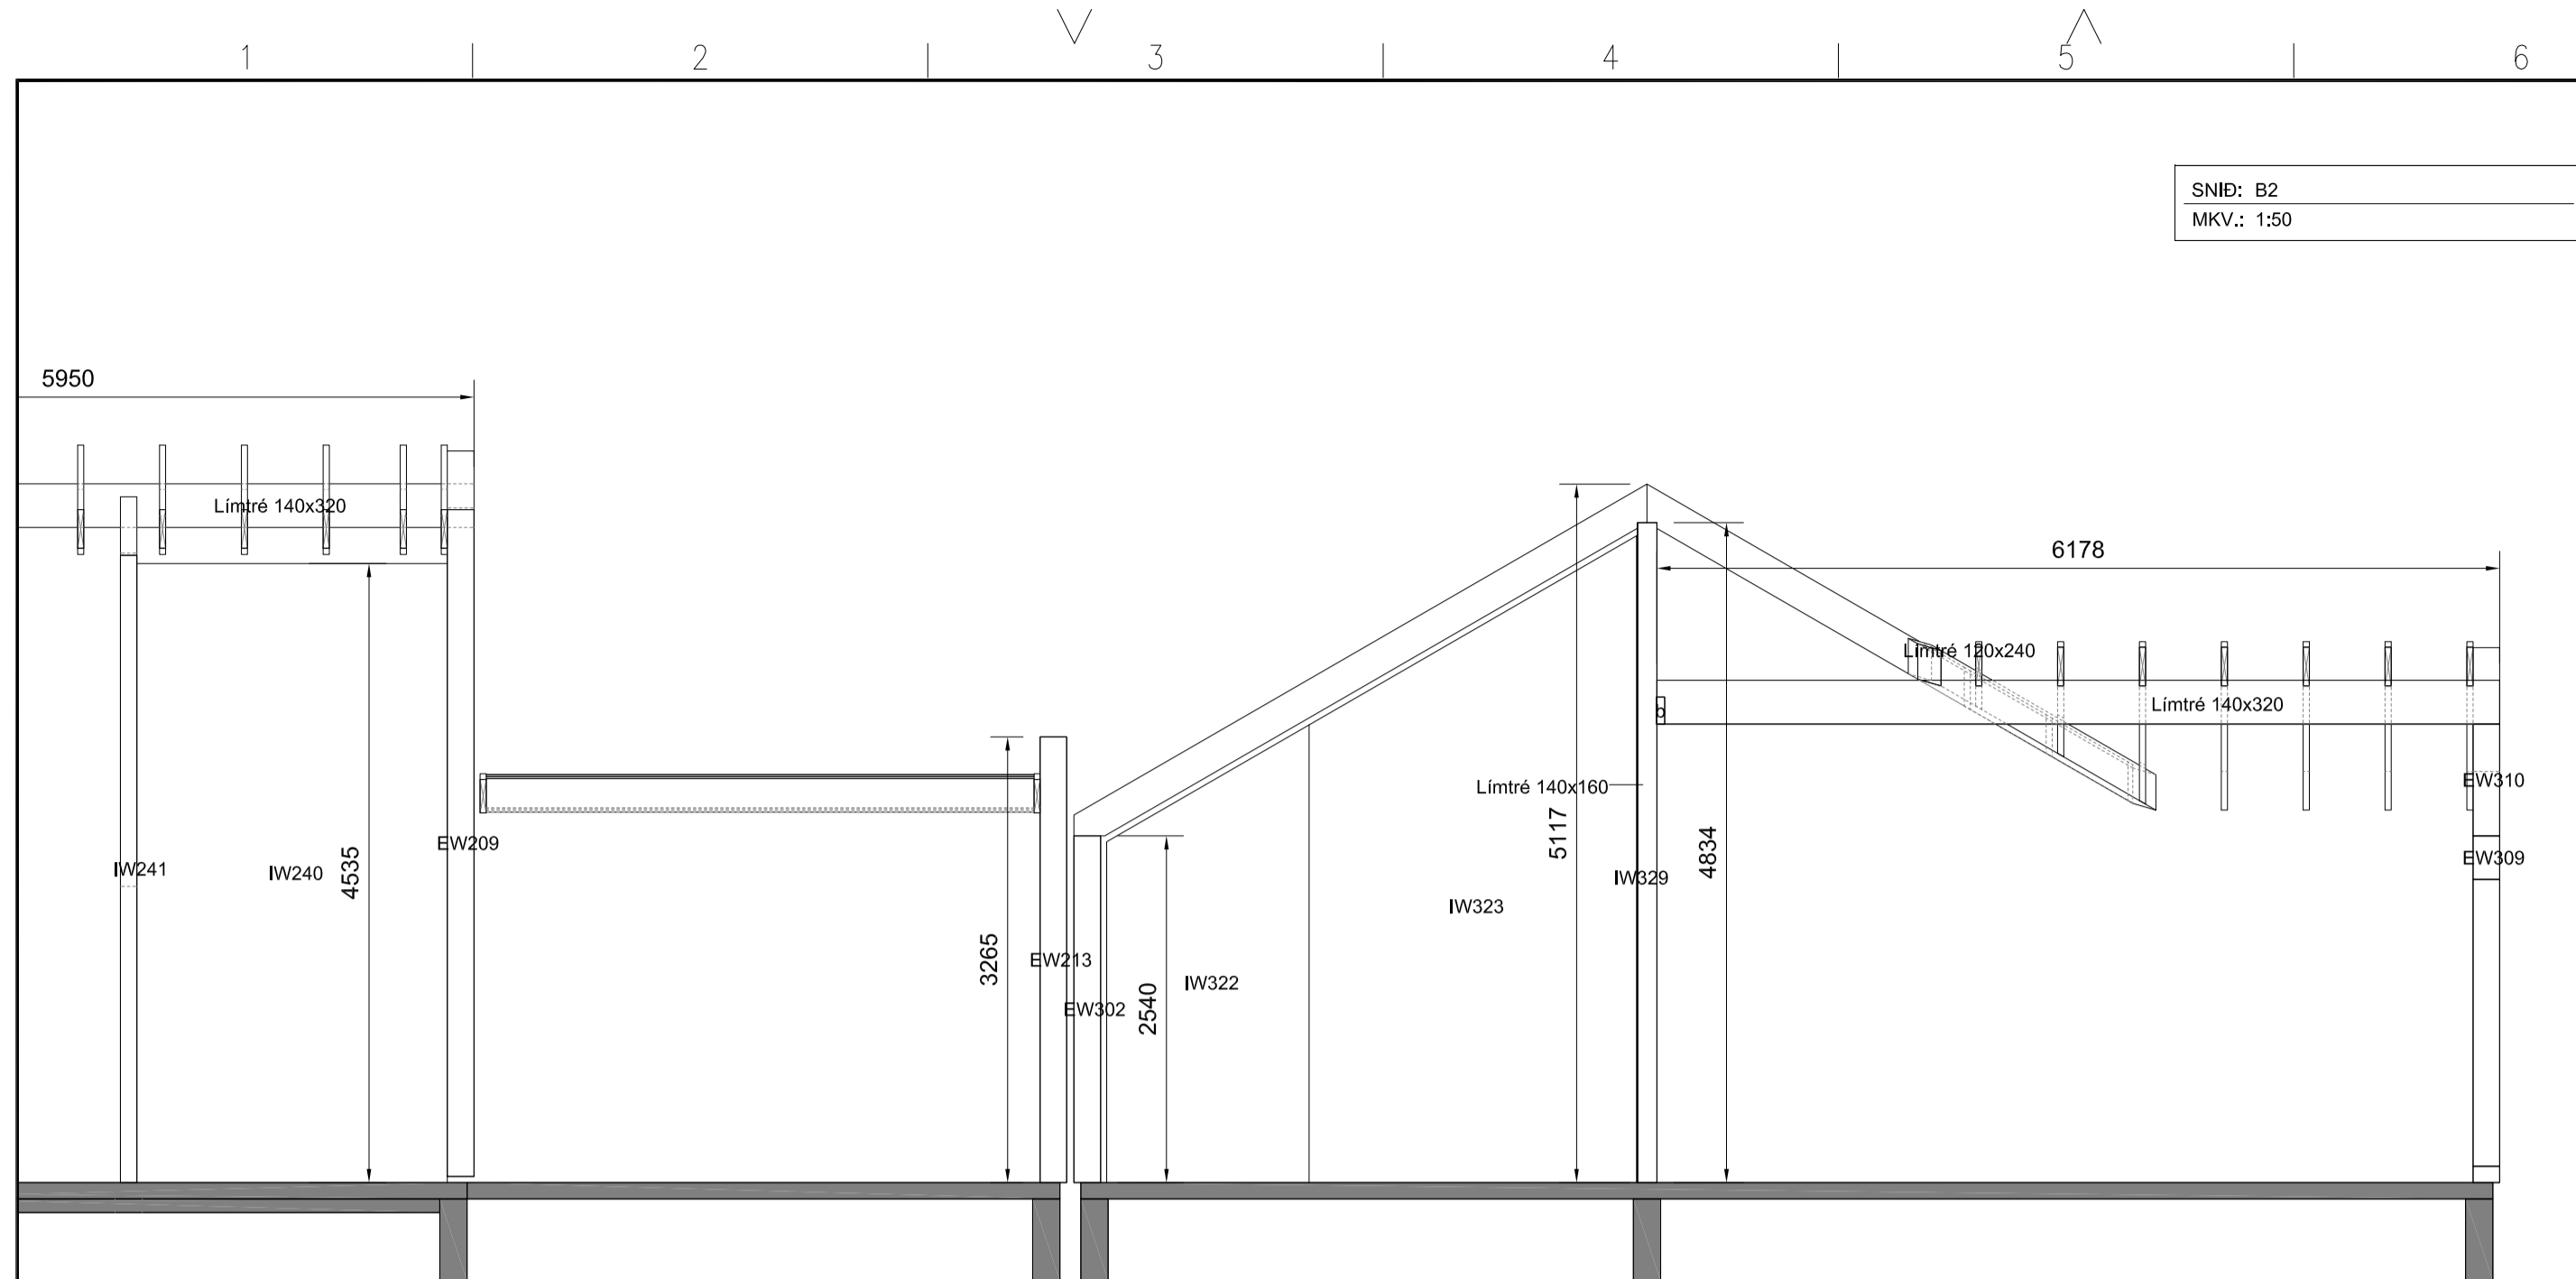 1 2 3 4 5 6
SNIÐ: B2
MKV.: 1:50
5950
Límtré 140x320
6178
Límtré 120x240
Límtré 140x320
b
EW310
Límtré 140x160
5117
4834
EW209
4535
IW241
IW240
EW309
IW329
IW323
3265
EW213
IW322
2540
EW302